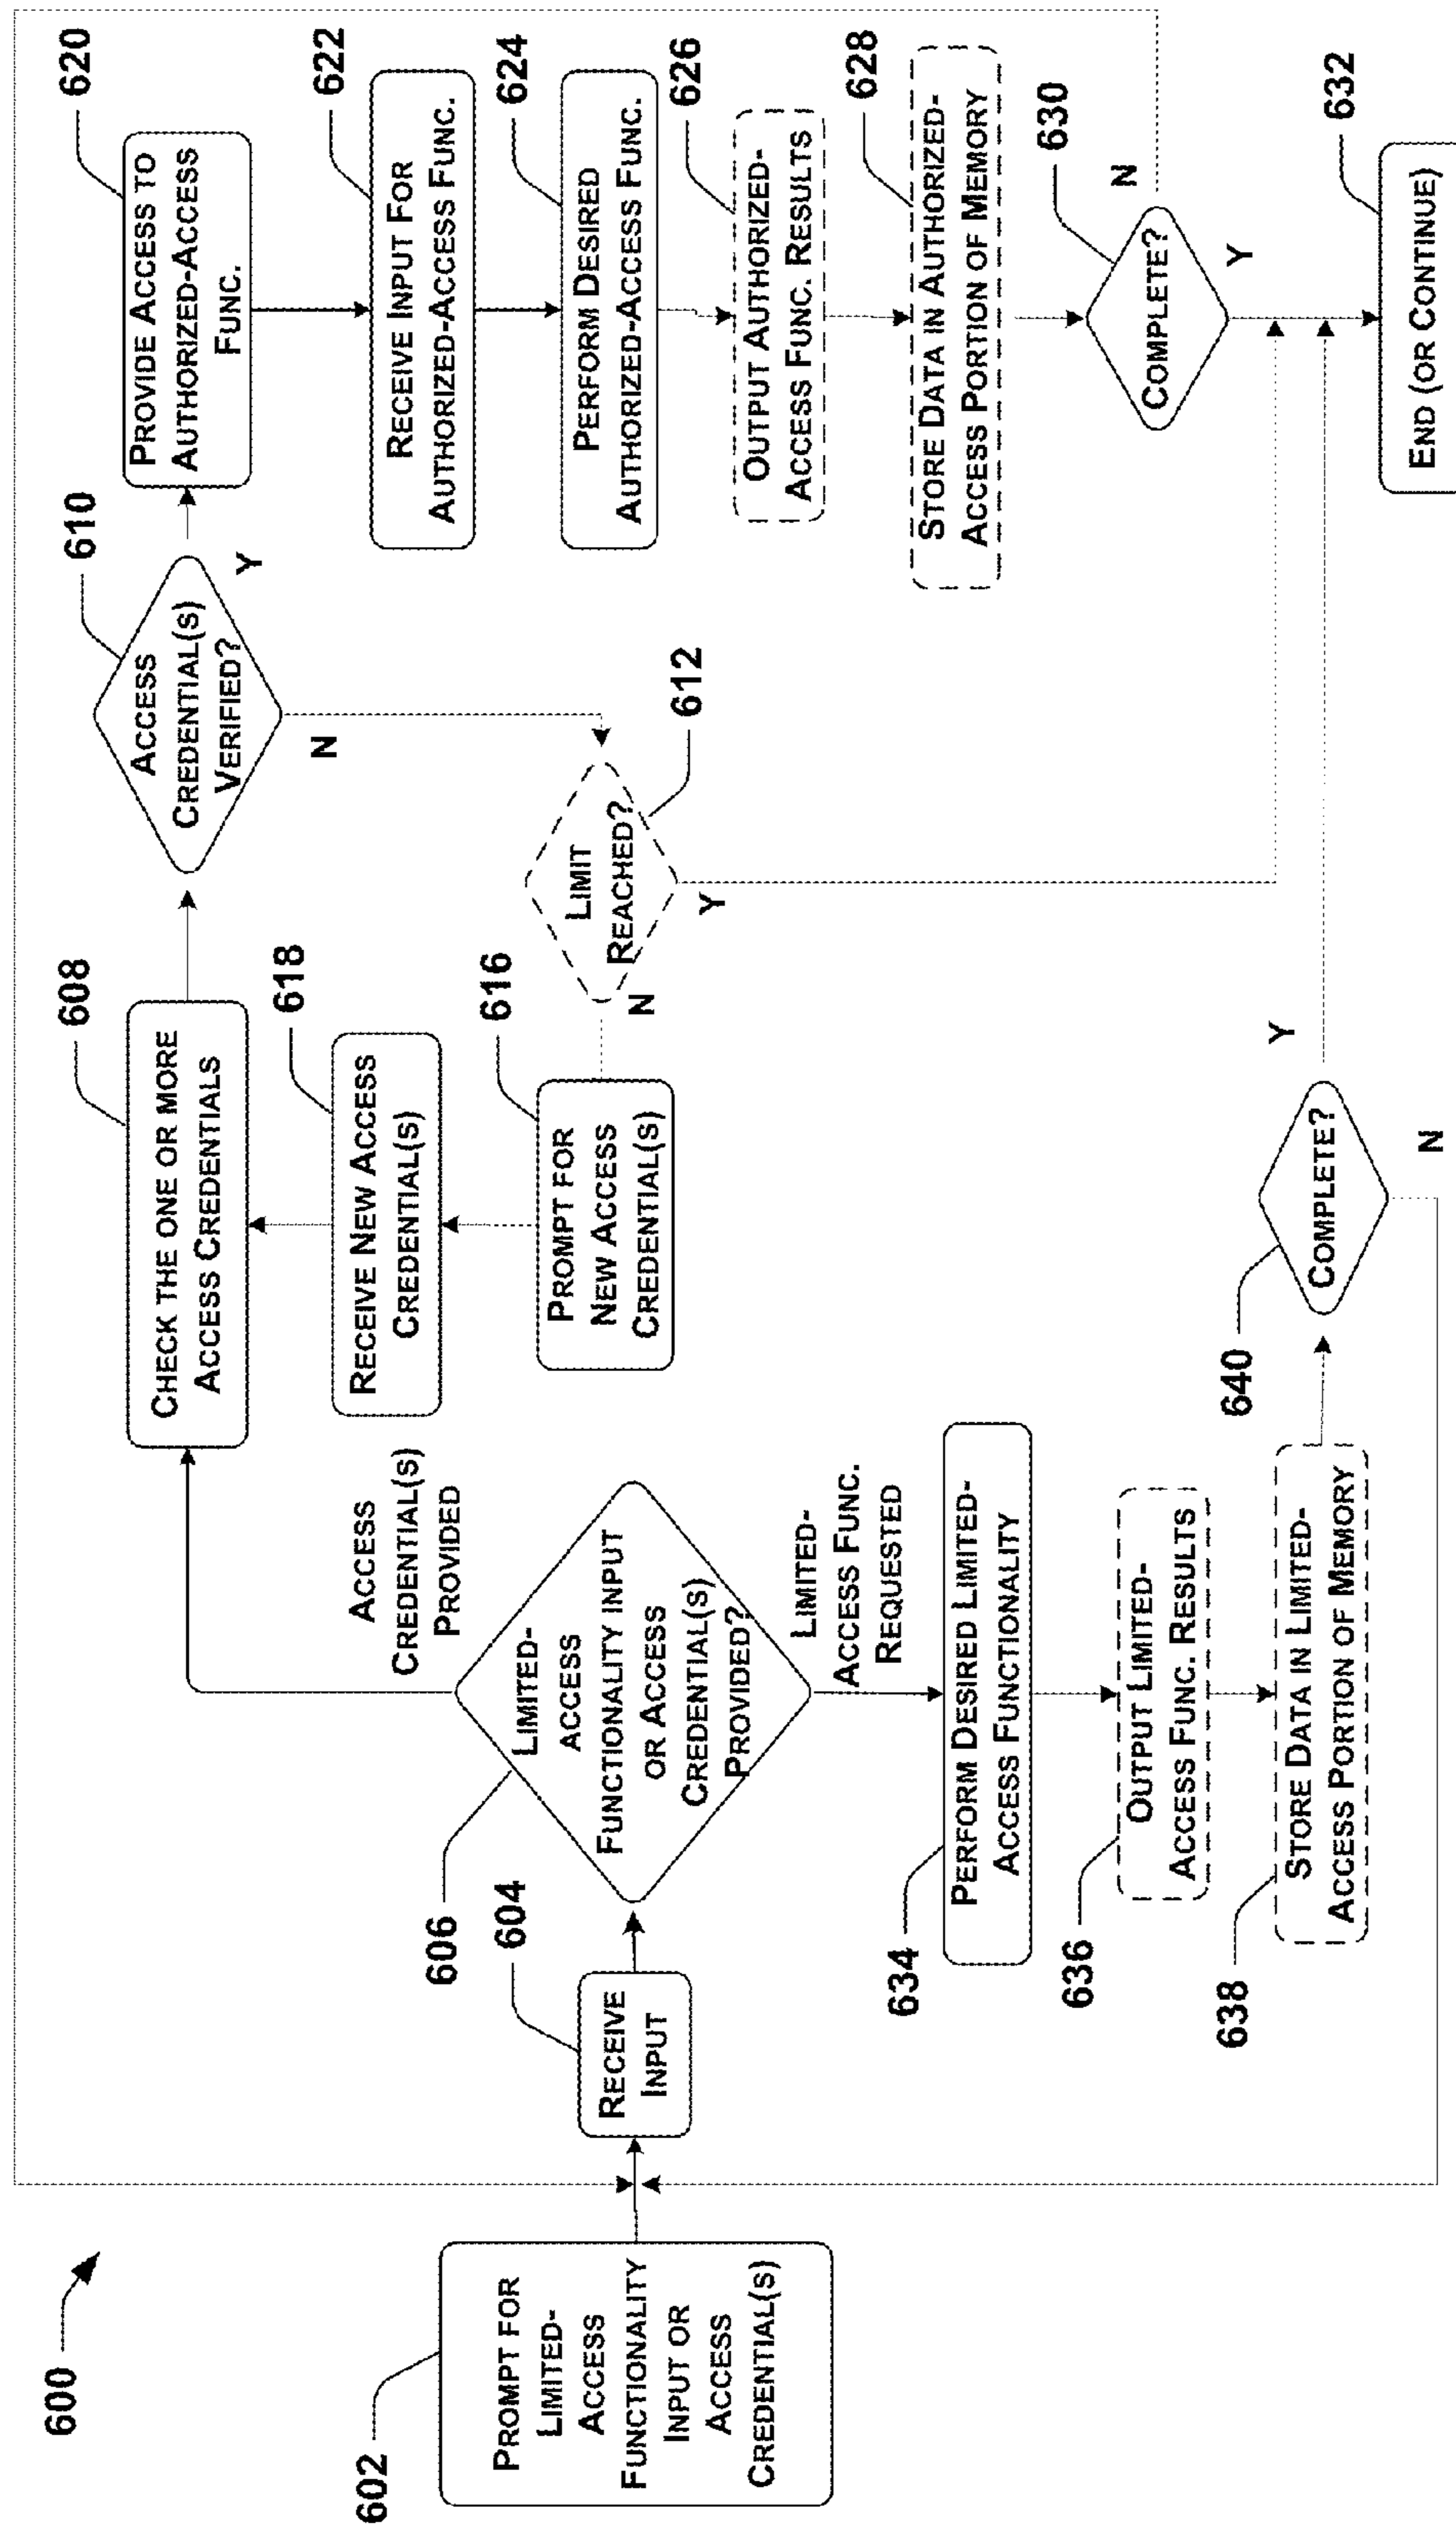 600
602
PROMPT FOR
LIMITED-
ACCESS
FUNCTIONALITY
INPUT OR
ACCESS
CREDENTIAL(S)
604
RECEIVE
INPUT
606
LIMITED-
ACCESS
FUNCTIONALITY INPUT
OR ACCESS
CREDENTIAL(S)
PROVIDED?
ACCESS
CREDENTIAL(S)
PROVIDED
608
CHECK THE ONE OR MORE
ACCESS CREDENTIALS
610
ACCESS
CREDENTIAL(S)
VERIFIED?
Y
N
612
LIMIT
REACHED?
Y
N
616
PROMPT FOR
NEW ACCESS
CREDENTIAL(S)
618
RECEIVE NEW ACCESS
CREDENTIAL(S)
620
PROVIDE ACCESS TO
AUTHORIZED-ACCESS
FUNC.
622
RECEIVE INPUT FOR
AUTHORIZED-ACCESS FUNC.
624
PERFORM DESIRED
AUTHORIZED-ACCESS FUNC.
626
OUTPUT AUTHORIZED-
ACCESS FUNC. RESULTS
628
STORE DATA IN AUTHORIZED-
ACCESS PORTION OF MEMORY
630
COMPLETE?
N
Y
632
END (OR CONTINUE)
LIMITED-
ACCESS FUNC.
REQUESTED
634
PERFORM DESIRED LIMITED-
ACCESS FUNCTIONALITY
636
OUTPUT LIMITED-
ACCESS FUNC. RESULTS
638
STORE DATA IN LIMITED-
ACCESS PORTION OF MEMORY
640
COMPLETE?
Y
N